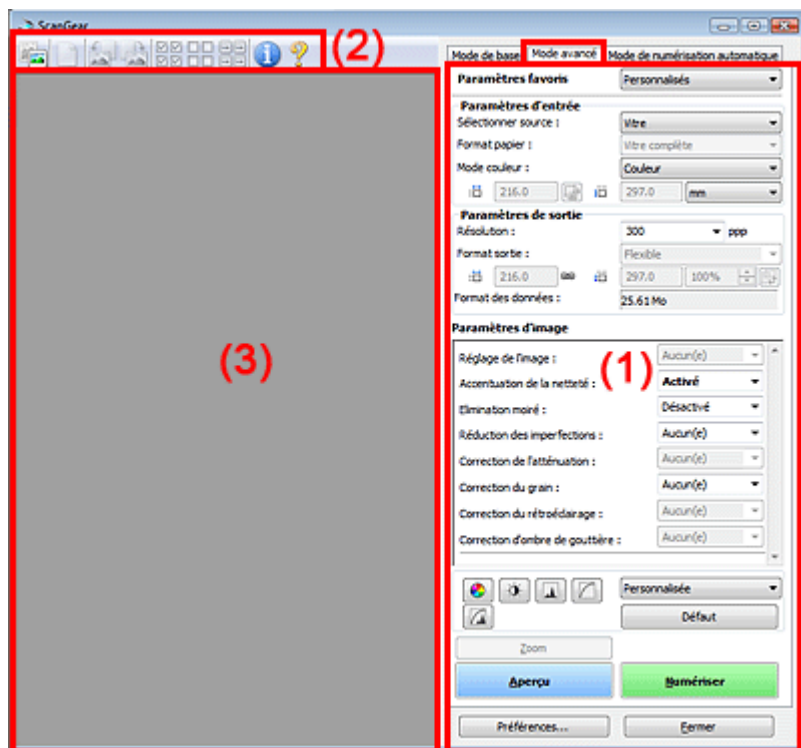 ScanGear
(2)
Mode de base Mode avancé Mode de numérisation automatique
Paramètres favoris Personnalisés
Paramètres d'entrée
Sélectionner source : Vitre
Format papier : Vitre complète
Mode couleur : Couleur
216.0 297.0 mm
Paramètres de sortie
Résolution : 300 ppp
Format sortie : Flexible
216.0 297.0 100%
Format des données : 25.61 Mo
Paramètres d'image
(3)
Réglage de l'image : Aucun(e)
(1)
Accentuation de la netteté : Activé
Elimination moiré : Désactivé
Réduction des imperfections : Aucun(e)
Correction de l'atténuation : Aucun(e)
Correction du grain : Aucun(e)
Correction du rétroéclairage : Aucun(e)
Correction d'ombre de gouttière : Aucun(e)
Personnalisée
Défaut
Zoom
Aperçu Numériser
Préférences... Fermer